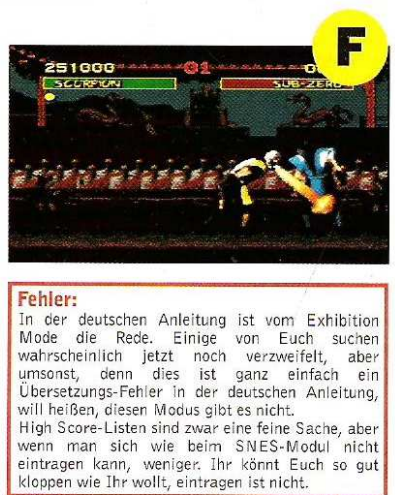 F
251000 01
SCORPION SUB-ZERO
Fehler:
In der deutschen Anleitung ist vom Exhibition
Mode die Rede. Einige von Euch suchen
wahrscheinlich jetzt noch verzweifelt, aber
umsonst, denn dies ist ganz einfach ein
Übersetzungs-Fehler in der deutschen Anleitung,
will heißen, diesen Modus gibt es nicht.
High Score-Listen sind zwar eine feine Sache, aber
wenn man sich wie beim SNES-Modul nicht
eintragen kann, weniger. Ihr könnt Euch so gut
kloppen wie Ihr wollt, eintragen ist nicht.